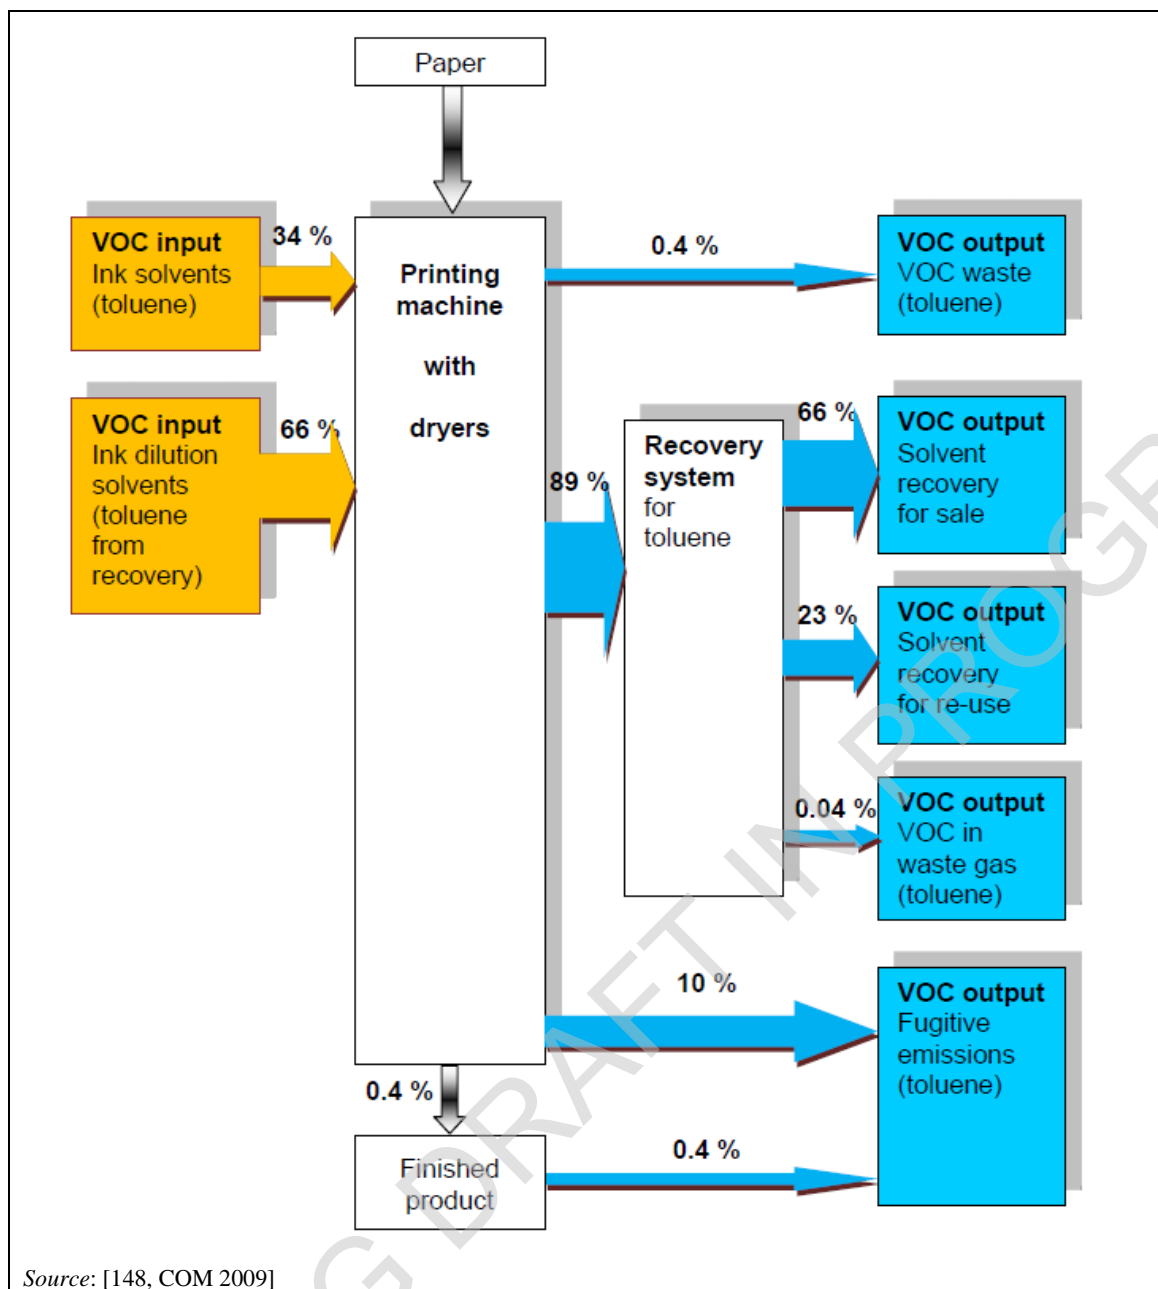 Paper
VOC input
Ink solvents
(toluene)
34 %
Printing
machine
with
dryers
0.4 %
VOC output
VOC waste
(toluene)
VOC input
Ink dilution
solvents
(toluene
from
recovery)
66 %
89 %
Recovery
system
for
toluene
66 %
VOC output
Solvent
recovery
for sale
23 %
VOC output
Solvent
recovery
for re-use
0.04 %
VOC output
VOC in
waste gas
(toluene)
10 %
VOC output
Fugitive
emissions
(toluene)
0.4 %
Finished
product
0.4 %
Source: [148, COM 2009]
G DRAFT IN PROGR